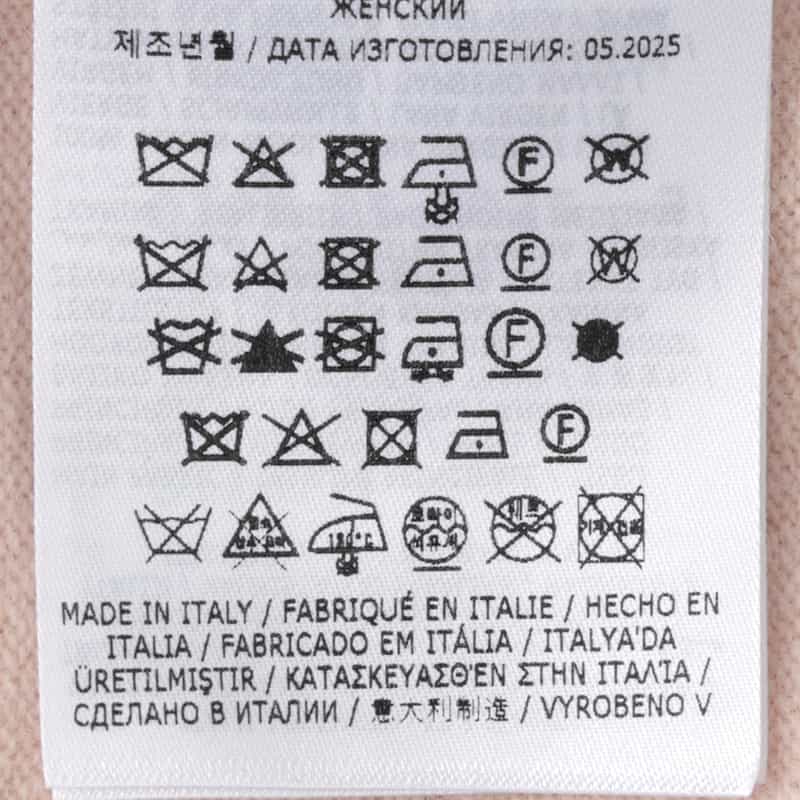 ЖЕНСКИЙ
제조년월 / ДАТА ИЗГОТОВЛЕНИЯ: 05.2025
F W
F W
F
F
MADE IN ITALY / FABRIQUÉ EN ITALIE / HECHO EN
ITALIA / FABRICADO EM ITÁLIA / ITALYA'DA
ÜRETILMIŞTIR / ΚΑΤΑΣΚΕΥΑΣΘΈΝ ΣΤΗΝ ΙΤΑΛΊΑ /
СДЕЛАНО В ИТАЛИИ / 意大利制造 / VYROBENO V